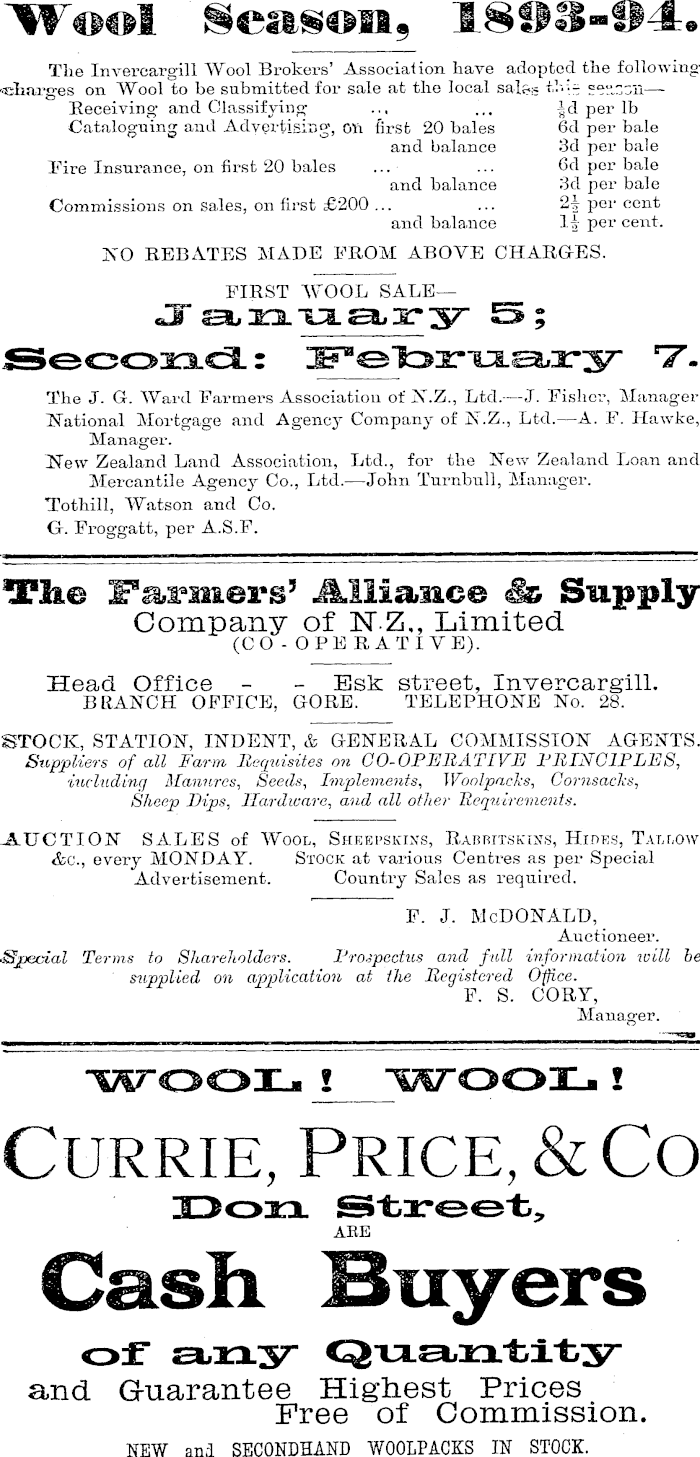 Wool Season, 1893-94.
The Invercargill Wool Brokers' Association have adopted the following
charges on Wool to be submitted for sale at the local sales this season—
Receiving and Classifying ... ... ⅛d per lb
Cataloguing and Advertising, on first 20 bales 6d per bale
and balance 3d per bale
Fire Insurance, on first 20 bales ... ... 6d per bale
and balance 3d per bale
Commissions on sales, on first £200 ... ... 2½ per cent
and balance 1½ per cent.
NO REBATES MADE FROM ABOVE CHARGES.
FIRST WOOL SALE—
January 5;
Second: February 7.
The J. G. Ward Farmers Association of N.Z., Ltd.—J. Fisher, Manager
National Mortgage and Agency Company of N.Z., Ltd.—A. F. Hawke,
Manager.
New Zealand Land Association, Ltd., for the New Zealand Loan and
Mercantile Agency Co., Ltd.—John Turnbull, Manager.
Tothill, Watson and Co.
G. Froggatt, per A.S.F.
The Farmers' Alliance & Supply
Company of N.Z., Limited
(CO-OPERATIVE).
Head Office - - Esk street, Invercargill.
BRANCH OFFICE, GORE. TELEPHONE No. 28.
STOCK, STATION, INDENT, & GENERAL COMMISSION AGENTS.
Suppliers of all Farm Requisites on CO-OPERATIVE PRINCIPLES,
including Manures, Seeds, Implements, Woolpacks, Cornsacks,
Sheep Dips, Hardware, and all other Requirements.
AUCTION SALES of WOOL, SHEEPSKINS, RABBITSKINS, HIDES, TALLOW
&c., every MONDAY. STOCK at various Centres as per Special
Advertisement. Country Sales as required.
F. J. McDONALD,
Auctioneer.
Special Terms to Shareholders. Prospectus and full information will be
supplied on application at the Registered Office.
F. S. CORY,
Manager.
WOOL! WOOL!
CURRIE, PRICE, & CO
Don Street,
ARE
Cash Buyers
of any Quantity
and Guarantee Highest Prices
Free of Commission.
NEW and SECONDHAND WOOLPACKS IN STOCK.